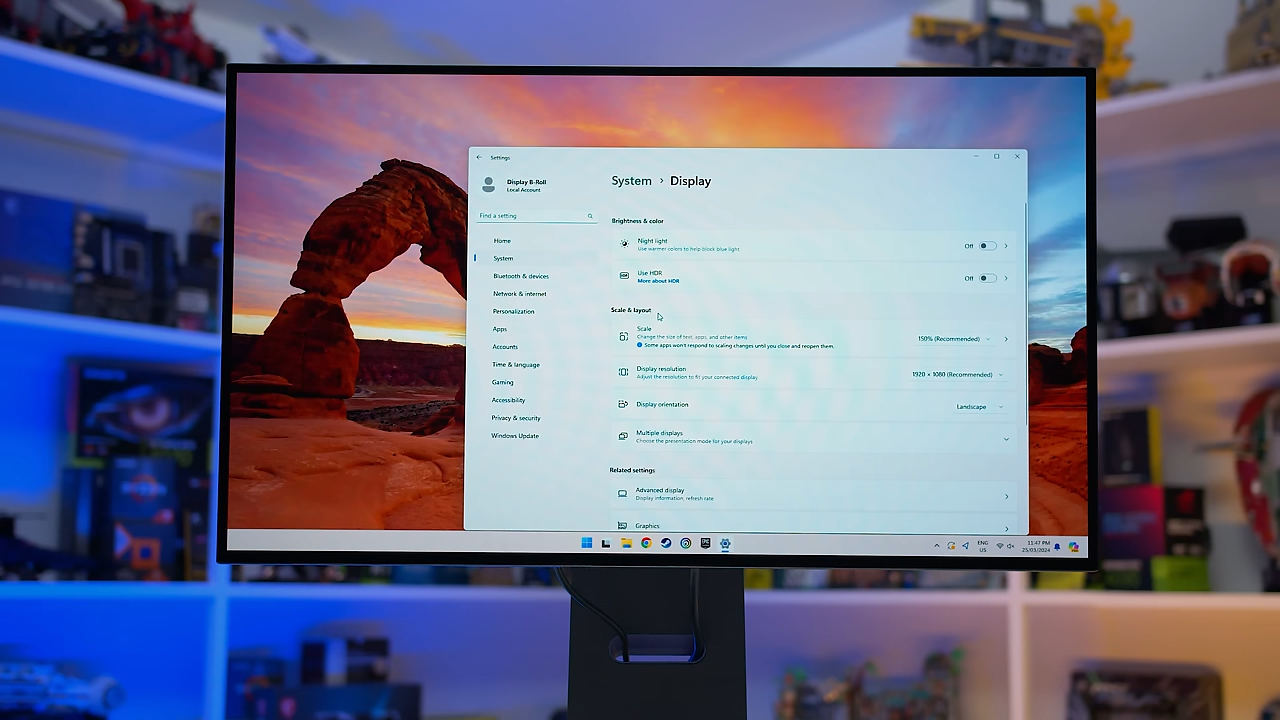 Settings
Display B-Roll
Local Account
Find a setting
Home
System
Bluetooth & devices
Network & internet
Personalization
Apps
Accounts
Time & language
Gaming
Accessibility
Privacy & security
Windows Update
System > Display
Brightness & color
Night light
Use warmer colors to help block blue light
Off
Use HDR
More about HDR
Off
Scale & layout
Scale
Change the size of text, apps, and other items
Some apps won't respond to scaling changes until you close and reopen them.
150% (Recommended)
Display resolution
Adjust the resolution to fit your connected display
1920 × 1080 (Recommended)
Display orientation
Landscape
Multiple displays
Choose the presentation mode for your displays
Related settings
Advanced display
Display information, refresh rate
Graphics
ENG
US
11:47 PM
25/03/2024